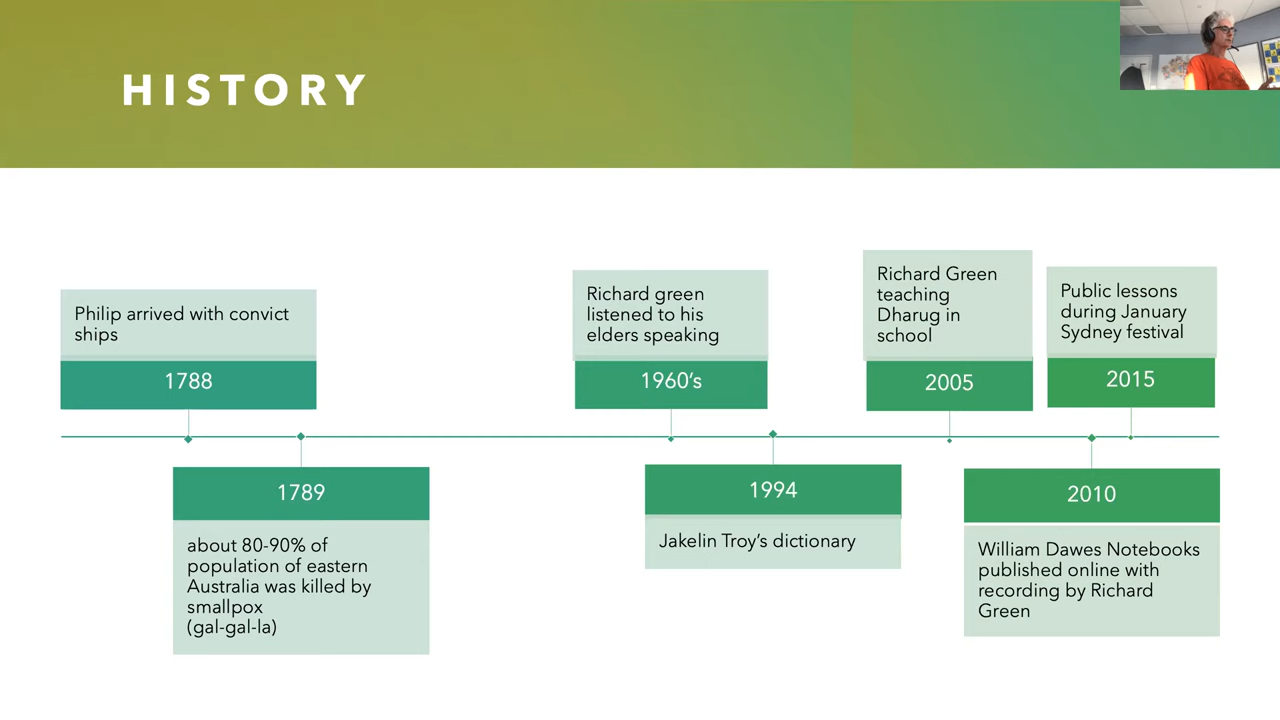 HISTORY
Philip arrived with convict
ships
1788
1789
about 80-90% of
population of eastern
Australia was killed by
smallpox
(gal-gal-la)
Richard green
listened to his
elders speaking
1960’s
1994
Jakelin Troy’s dictionary
Richard Green
teaching
Dharug in
school
2005
2010
William Dawes Notebooks
published online with
recording by Richard
Green
Public lessons
during January
Sydney festival
2015